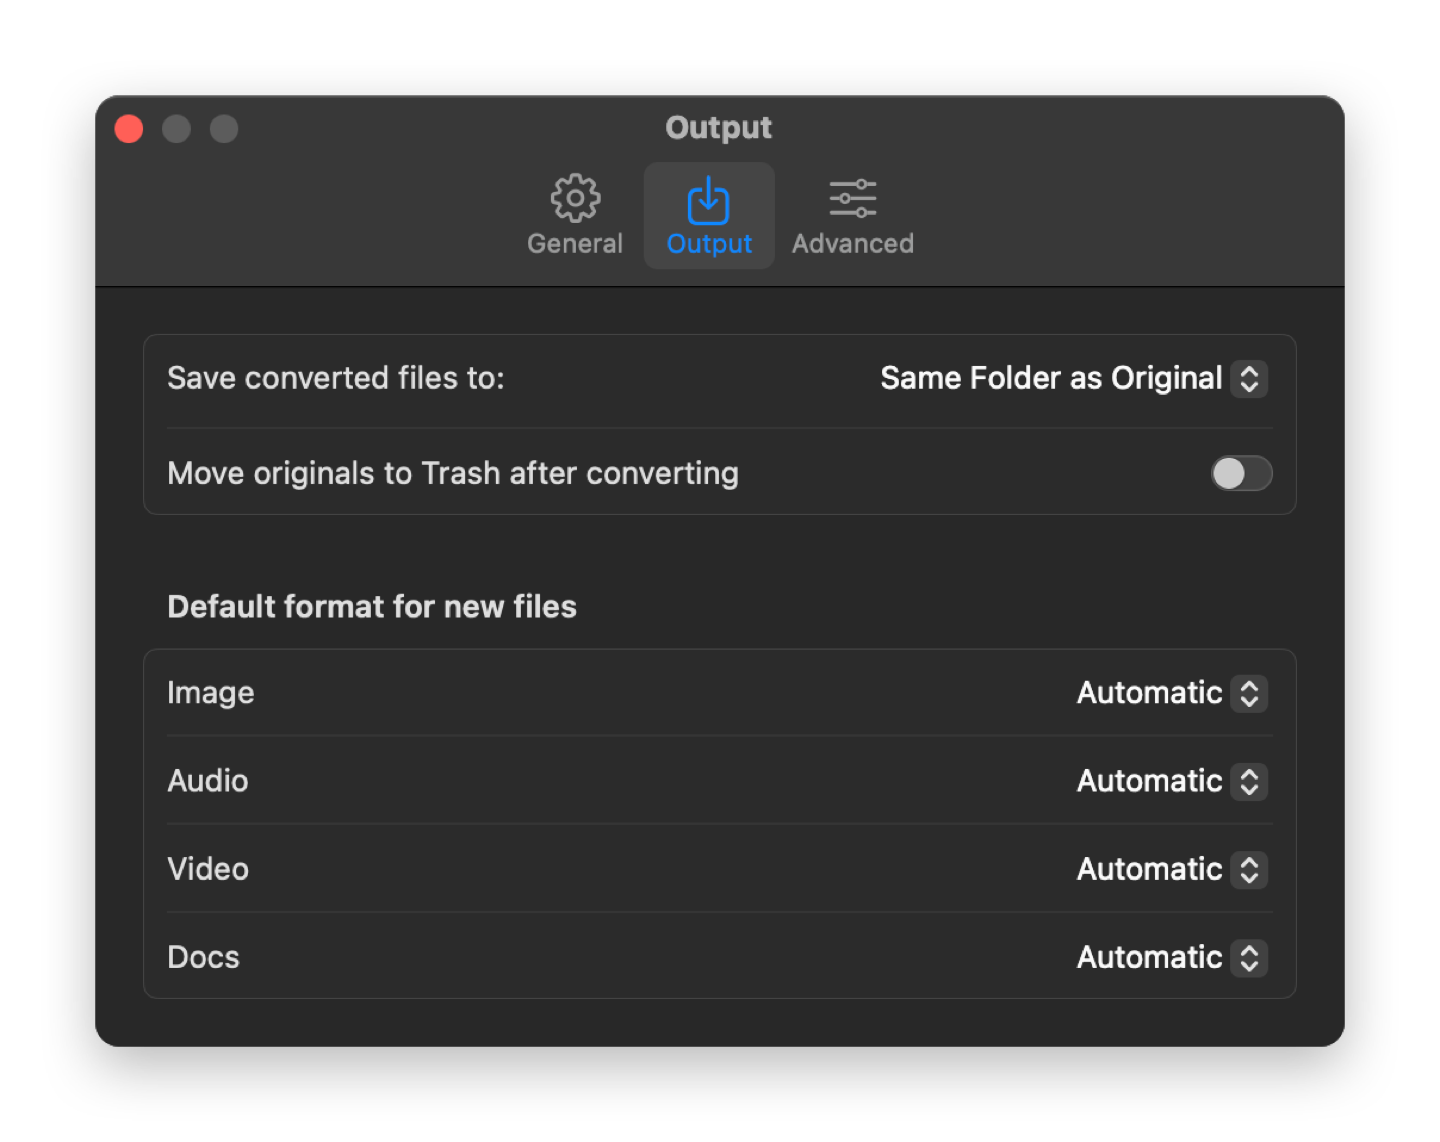 Output
General
Output
Advanced
Save converted files to:
Same Folder as Original
Move originals to Trash after converting
Default format for new files
Image
Automatic
Audio
Automatic
Video
Automatic
Docs
Automatic